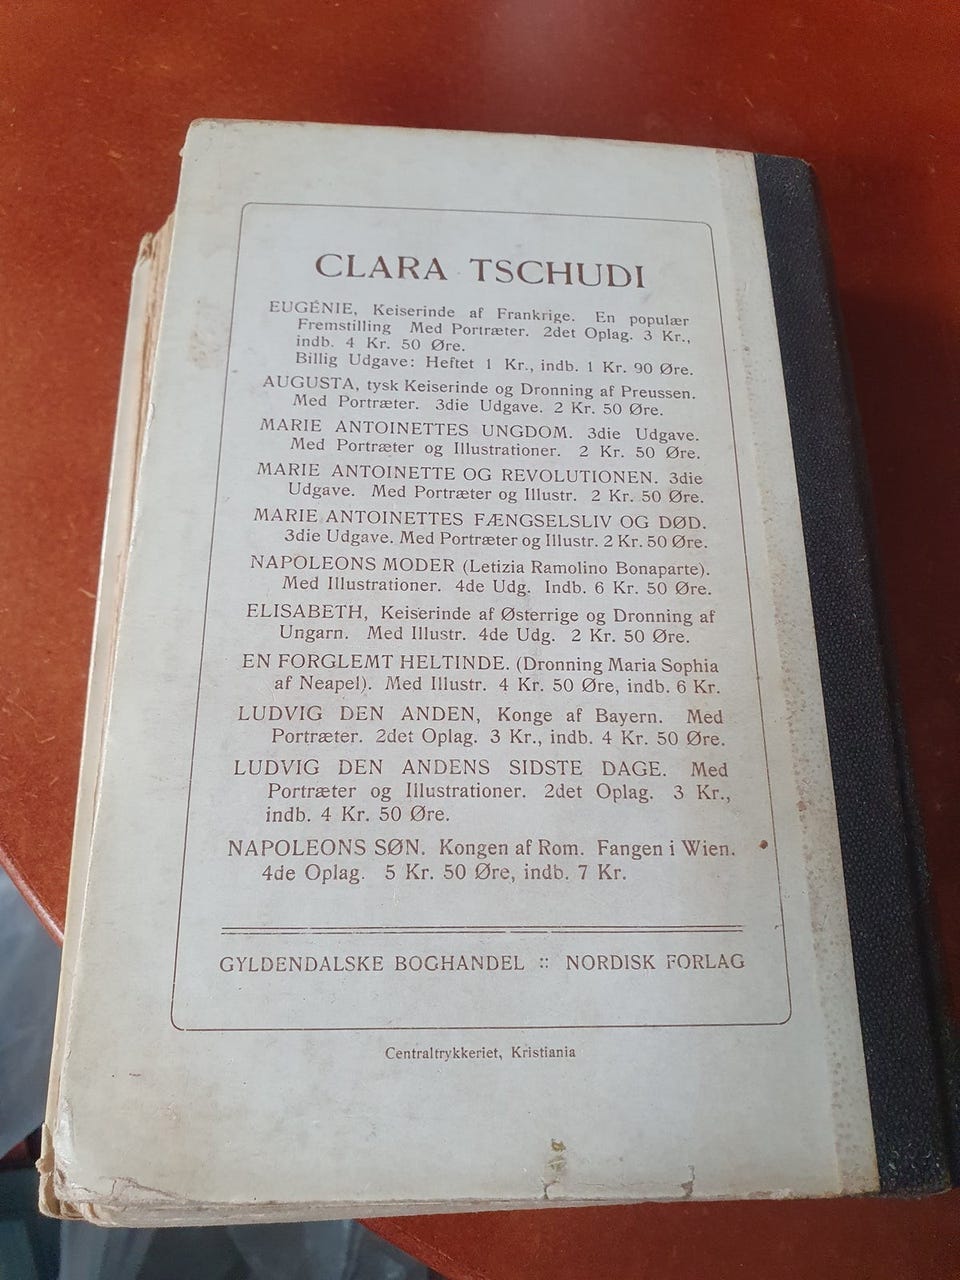 CLARA TSCHUDI
EUGÉNIE, Keiserinde af Frankrige. En populær
Fremstilling Med Portræter. 2det Oplag. 3 Kr.,
indb. 4 Kr. 50 Øre.
Billig Udgave: Heftet 1 Kr., indb. 1 Kr. 90 Øre.
AUGUSTA, tysk Keiserinde og Dronning af Preussen.
Med Portræter. 3die Udgave. 2 Kr. 50 Øre.
MARIE ANTOINETTES UNGDOM. 3die Udgave.
Med Portræter og Illustrationer. 2 Kr. 50 Øre.
MARIE ANTOINETTE OG REVOLUTIONEN. 3die
Udgave. Med Portræter og Illustr. 2 Kr. 50 Øre.
MARIE ANTOINETTES FÆNGSELSLIV OG DØD.
3die Udgave. Med Portræter og Illustr. 2 Kr. 50 Øre.
NAPOLEONS MODER (Letizia Ramolino Bonaparte).
Med Illustrationer. 4de Udg. Indb. 6 Kr. 50 Øre.
ELISABETH, Keiserinde af Østerrige og Dronning af
Ungarn. Med Illustr. 4de Udg. 2 Kr. 50 Øre.
EN FORGLEMT HELTINDE. (Dronning Maria Sophia
af Neapel). Med Illustr. 4 Kr. 50 Øre, indb. 6 Kr.
LUDVIG DEN ANDEN, Konge af Bayern. Med
Portræter. 2det Oplag. 3 Kr., indb. 4 Kr. 50 Øre.
LUDVIG DEN ANDENS SIDSTE DAGE. Med
Portræter og Illustrationer. 2det Oplag. 3 Kr.,
indb. 4 Kr. 50 Øre.
NAPOLEONS SØN. Kongen af Rom. Fangen i Wien.
4de Oplag. 5 Kr. 50 Øre, indb. 7 Kr.
GYLDENDALSKE BOGHANDEL :: NORDISK FORLAG
Centraltrykkeriet, Kristiania